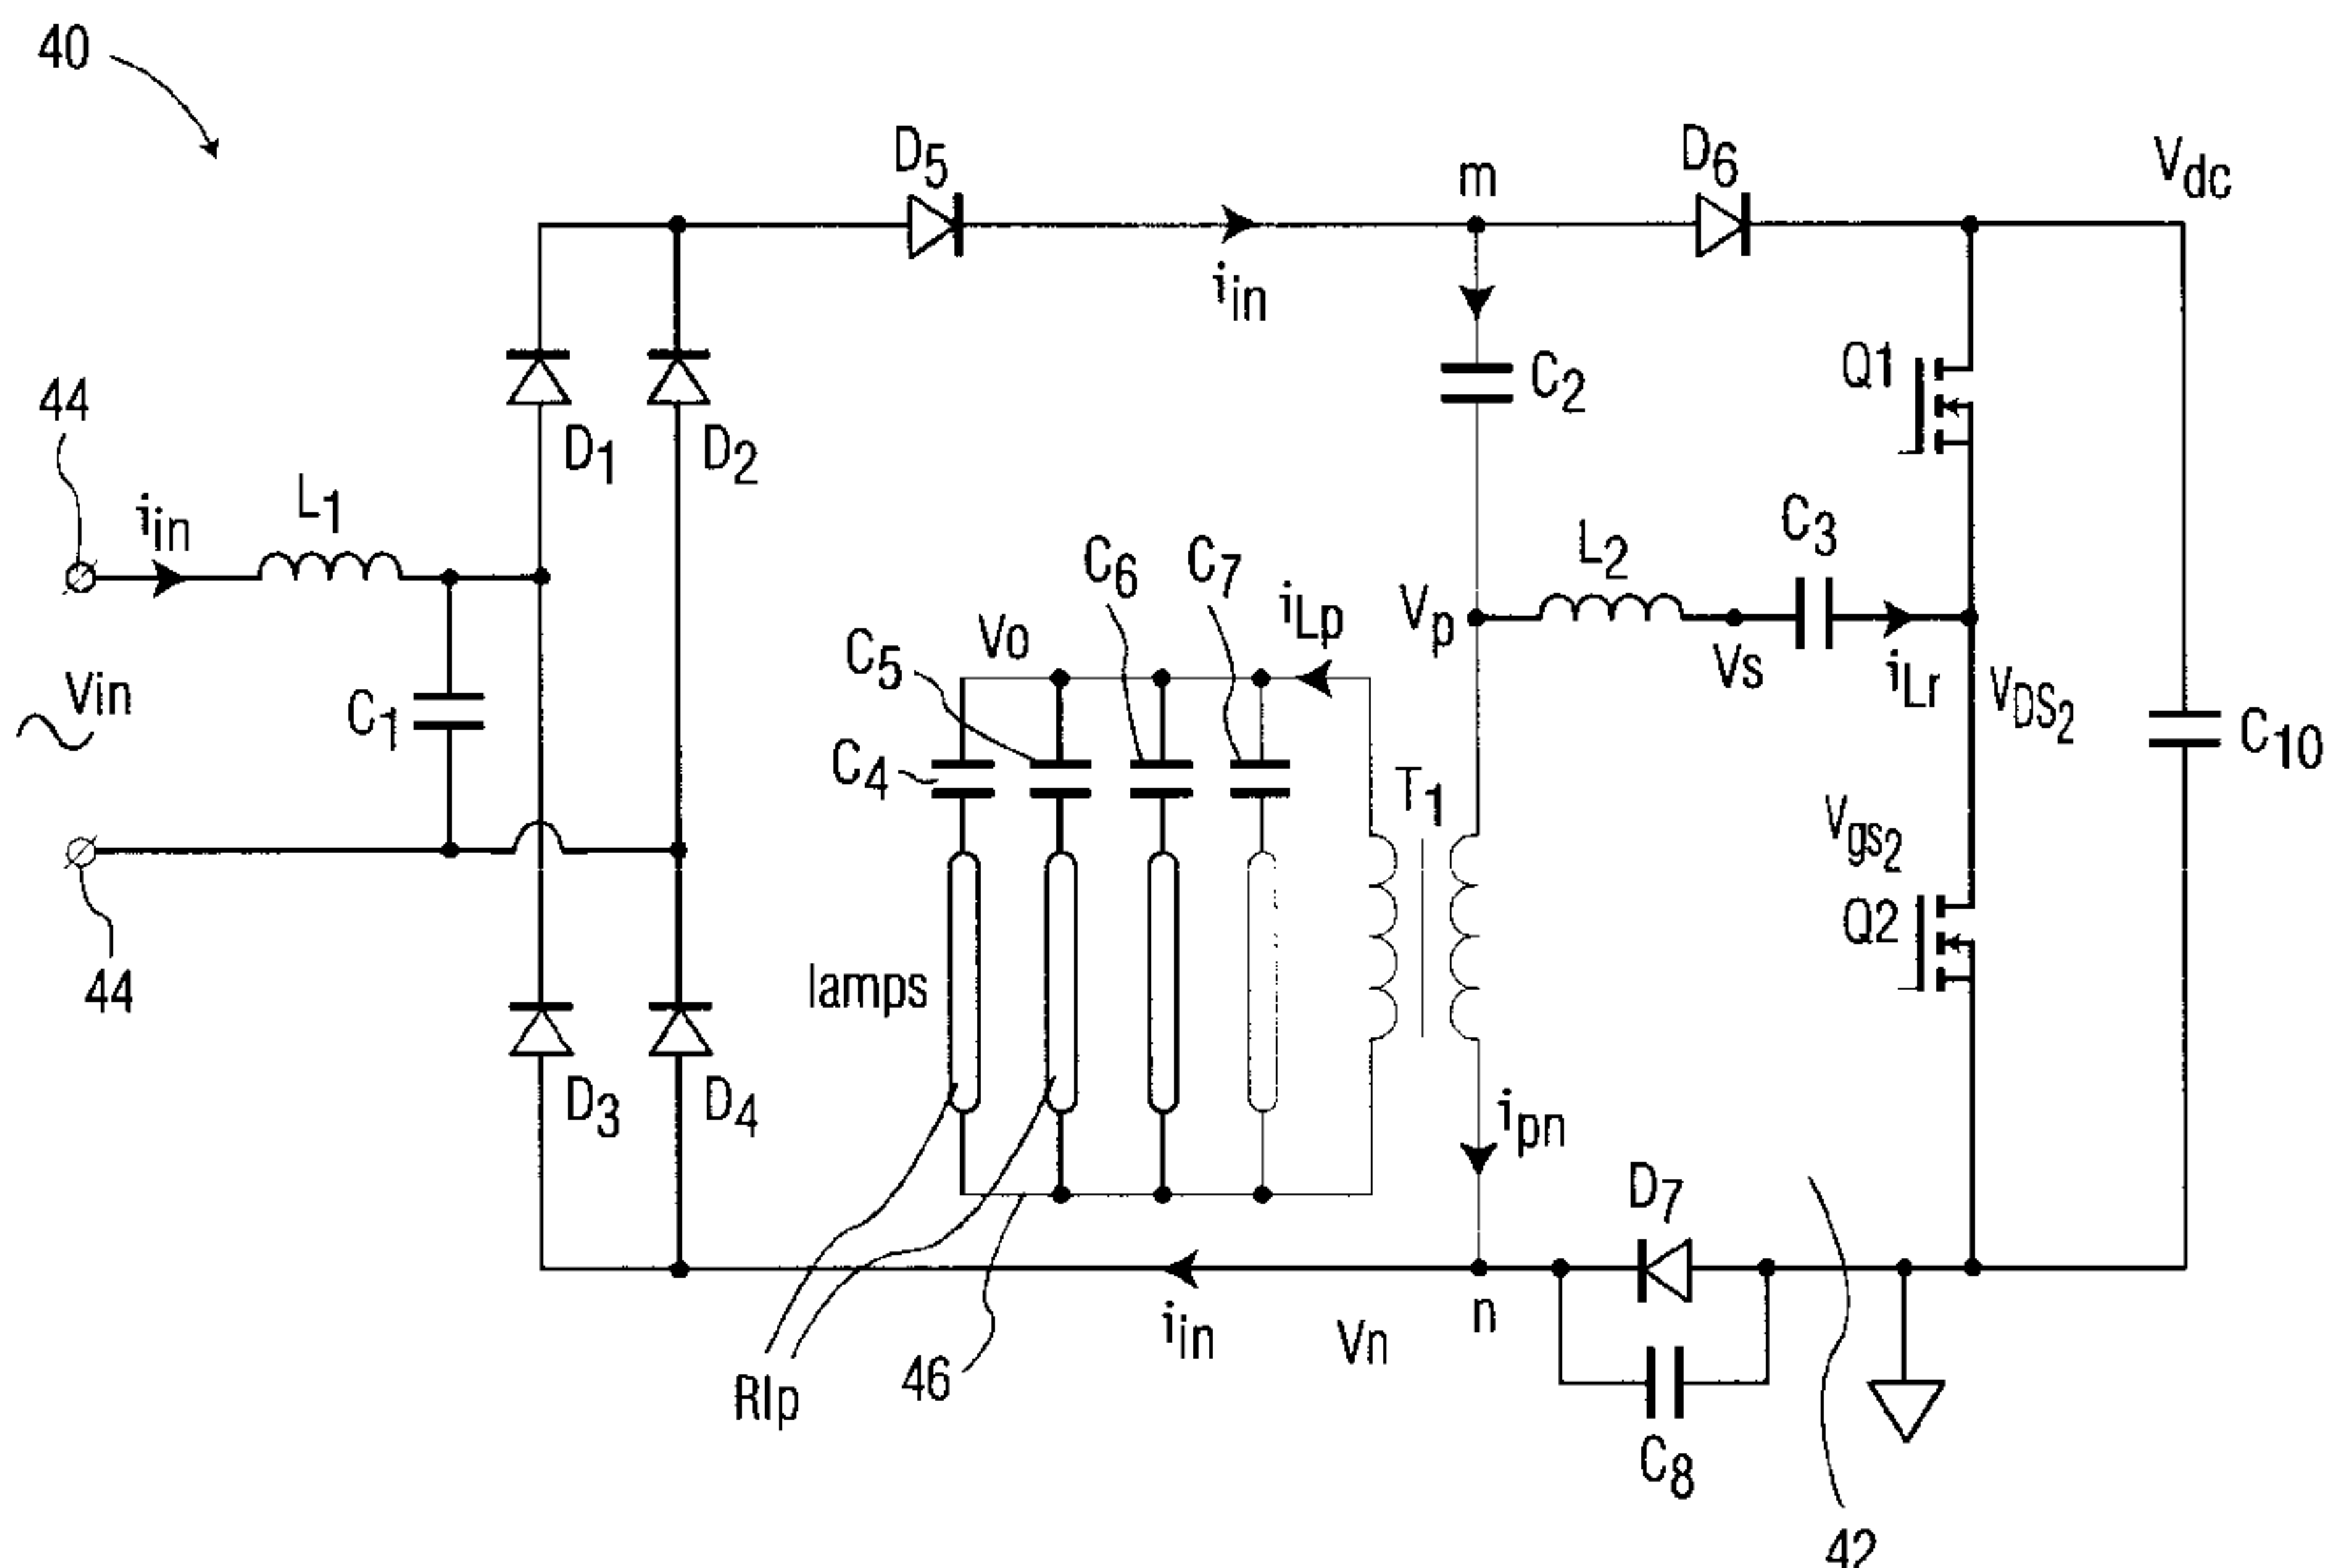 40
D5
m
D6
Vdc
iin
C2
Q1
44
D1
D2
iin
L1
L2
C3
C6
C7
iLp
Vp
Vo
C5
Vs
iLr
VDS2
Vin
C1
C4
T1
C10
Vgs2
Q2
lamps
44
D3
D4
ipn
D7
iin
Vn
n
Rlp
46
C8
42